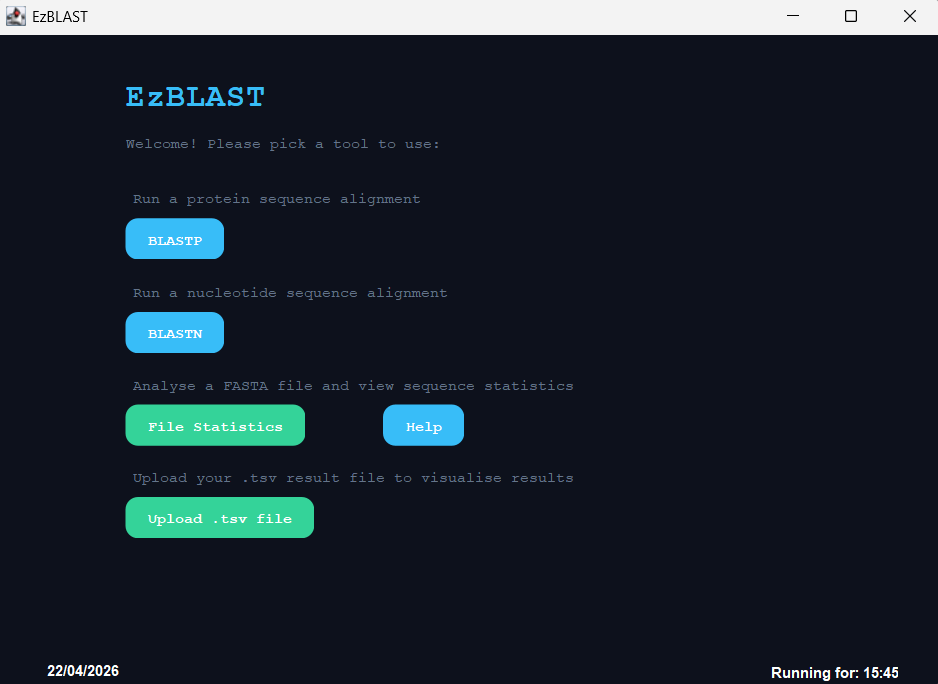 EzBLAST
EzBLAST
Welcome! Please pick a tool to use:
Run a protein sequence alignment
BLASTP
Run a nucleotide sequence alignment
BLASTN
Analyse a FASTA file and view sequence statistics
File Statistics Help
Upload your .tsv result file to visualise results
Upload .tsv file
22/04/2026 Running for: 15:45